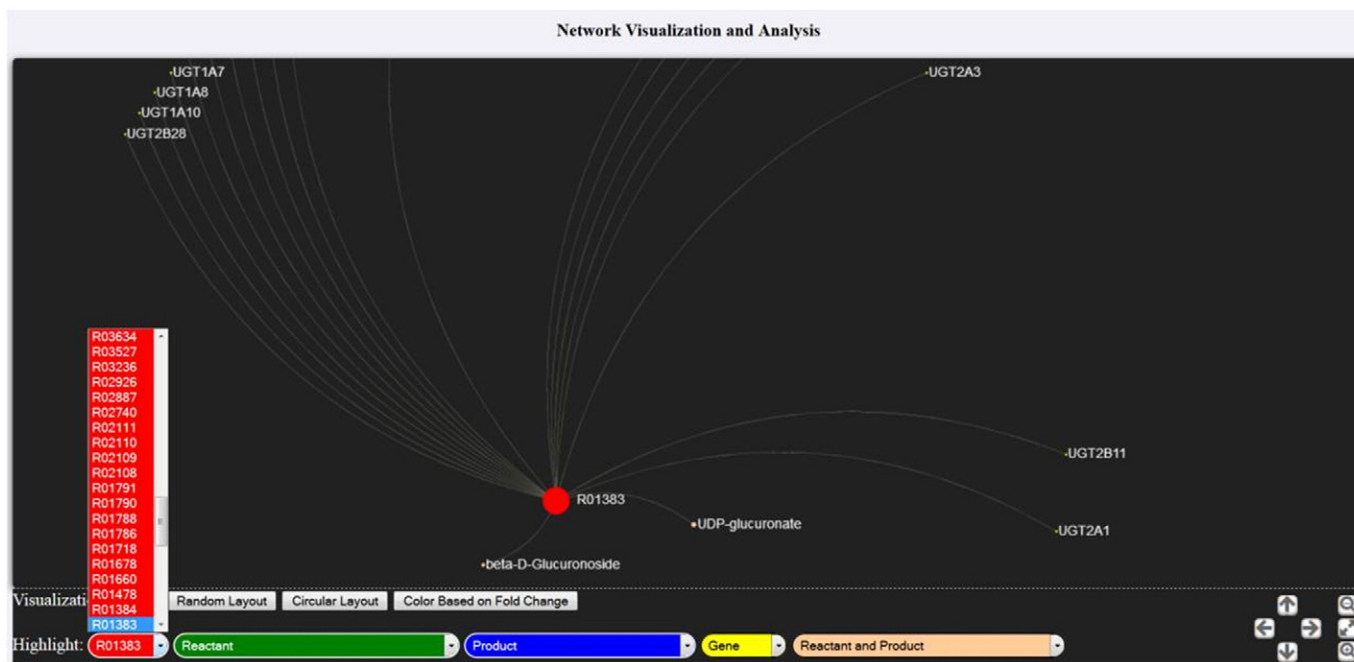 Network Visualization and Analysis
UGT1A7
UGT2A3
UGT1A8
UGT1A10
UGT2B28
R03634
R03527
R03236
R02926
R02887
R02740
R02111
R02110
R02109
R02108
R01791
R01790
R01788
R01786
R01718
R01678
R01660
R01478
R01384
R01383
UGT2B11
R01383
UDP-glucuronate
UGT2A1
beta-D-Glucuronoside
Visualizati Random Layout Circular Layout Color Based on Fold Change
Highlight: R01383 Reactant Product Gene Reactant and Product